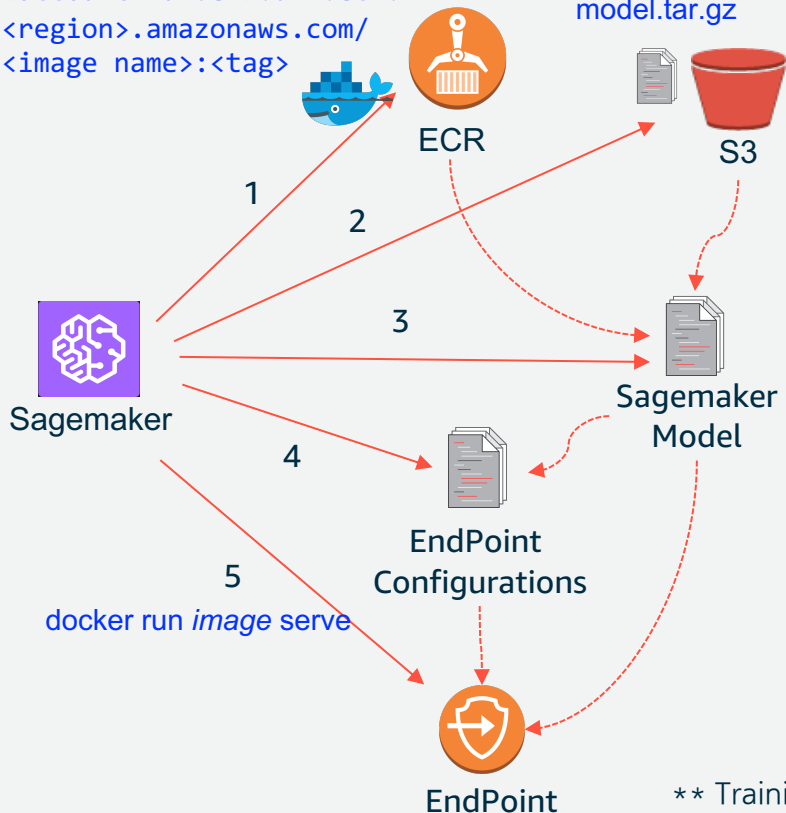 <region>.amazonaws.com/
<image name>:<tag>
model.tar.gz
ECR
S3
1
2
3
Sagemaker
Sagemaker
Model
4
EndPoint
Configurations
5
docker run image serve
EndPoint
** Traini